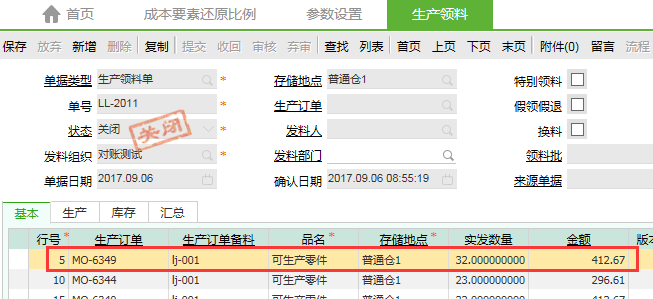 首页 成本要素还原比例 参数设置 生产领料
保存 放弃 新增 删除 复制 提交 收回 审核 弃审 查找 列表 首页 上页 下页 末页 附件(0) 留言 流程
单据类型 生产领料单 * 存储地点 普通仓1 特别领料
单号 LL-2011 生产订单 假领假退
状态 关闭 * 发料人 换料
关闭
发料组织 对账测试 * 发料部门 领料批
单据日期 2017.09.06 确认日期 2017.09.06 08:55:19 来源单据
基本 生产 库存 汇总
行号* 生产订单 生产订单备料 品名* 存储地点* 实发数量 金额 版本
5 MO-6349 lj-001 可生产零件 普通仓1 32.000000000 412.67
10 MO-6344 lj-001 可生产零件 普通仓1 23.000000000 296.61